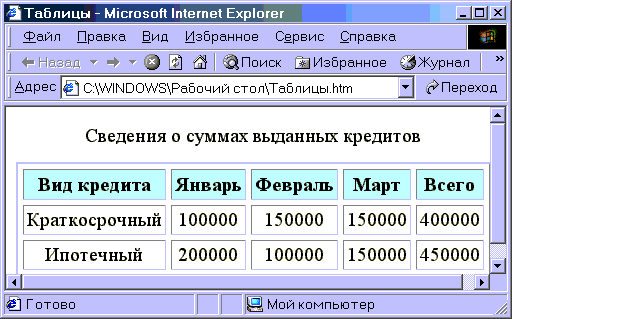 Таблицы - Microsoft Internet Explorer
Файл Правка Вид Избранное Сервис Справка
Назад Поиск Избранное Журнал »
Адрес C:\WINDOWS\Рабочий стол\Таблицы.htm Переход
Сведения о суммах выданных кредитов
Вид кредита Январь Февраль Март Всего
Краткосрочный 100000 150000 150000 400000
Ипотечный 200000 100000 150000 450000
Готово Мой компьютер